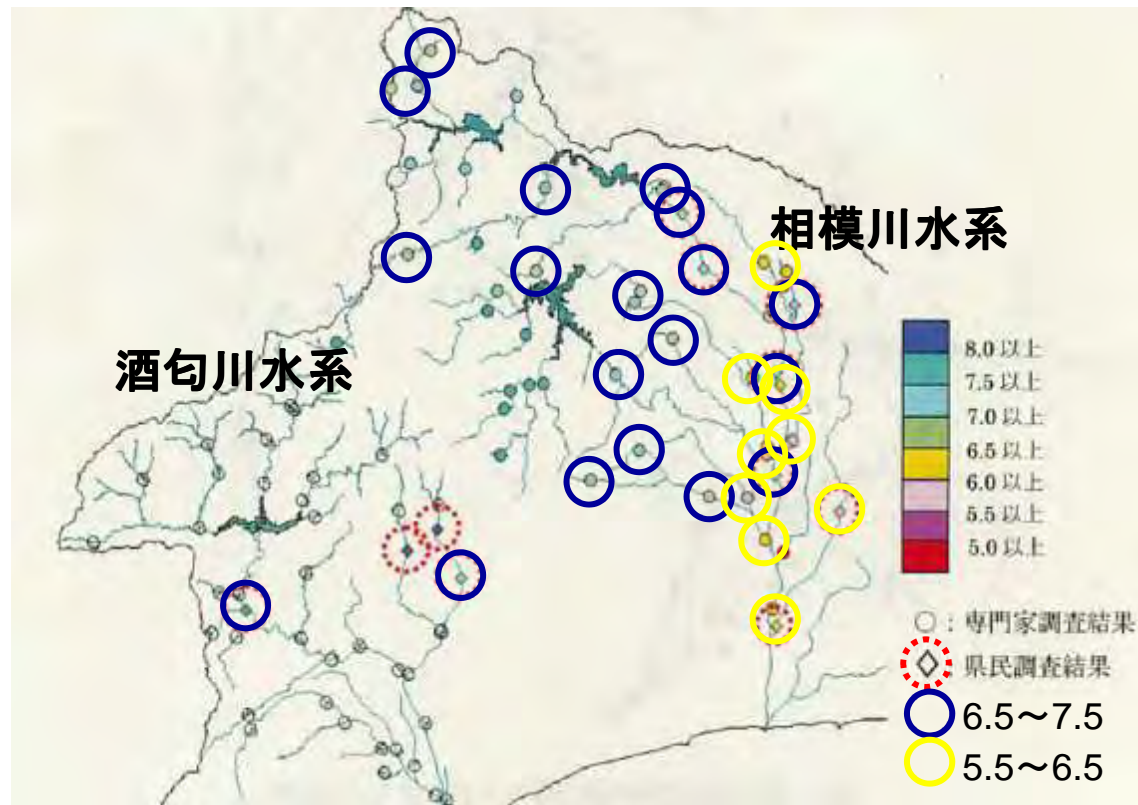 相模川水系
酒匂川水系
8.0以上
7.5以上
7.0以上
6.5以上
6.0以上
5.5以上
5.0以上
○：専門家調査結果
◇：県民調査結果
6.5～7.5
5.5～6.5